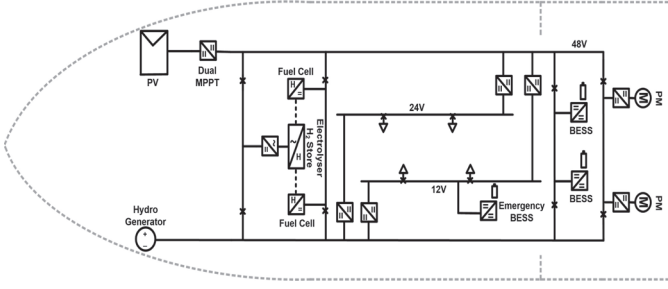 48V
PV
Dual
MPPT
Fuel Cell
H
=
24V
Electrolyser
H₂ Store
~
H
BESS
PM
M
12V
BESS
Emergency
BESS
H
=
Fuel Cell
Hydro
Generator
+
−
PM
M